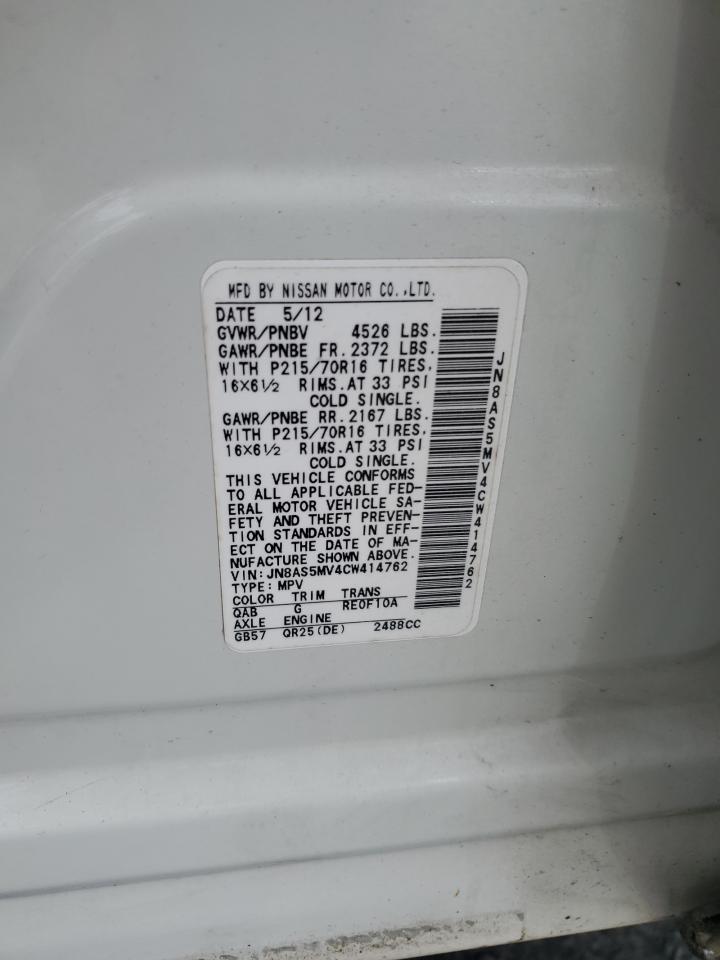 MFD BY NISSAN MOTOR CO.,LTD.
DATE 5/12
GVWR/PNBV 4526 LBS.
GAWR/PNBE FR. 2372 LBS.
WITH P215/70R16 TIRES,
16X6½ RIMS.AT 33 PSI
COLD SINGLE.
GAWR/PNBE RR. 2167 LBS.
WITH P215/70R16 TIRES,
16X6½ RIMS.AT 33 PSI
COLD SINGLE.
THIS VEHICLE CONFORMS
TO ALL APPLICABLE FED-
ERAL MOTOR VEHICLE SA-
FETY AND THEFT PREVEN-
TION STANDARDS IN EFF-
ECT ON THE DATE OF MA-
NUFACTURE SHOWN ABOVE.
VIN:JN8AS5MV4CW414762
TYPE: MPV
COLOR TRIM TRANS
QAB G RE0F10A
AXLE ENGINE
GB57 QR25(DE) 2488CC
JN8AS5MV4CW414762